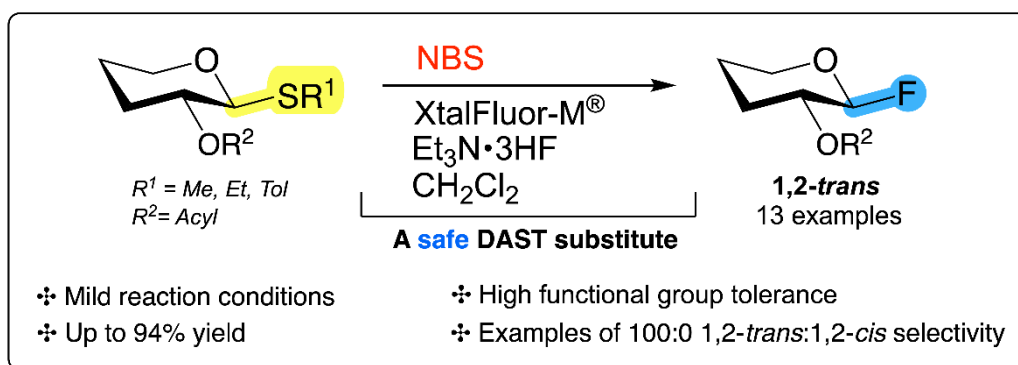 O
SR¹
OR²
R¹ = Me, Et, Tol
R²= Acyl
NBS
XtalFluor-M®
Et₃N•3HF
CH₂Cl₂
A safe DAST substitute
O
F
OR²
1,2-trans
13 examples
✣ Mild reaction conditions
✣ Up to 94% yield
✣ High functional group tolerance
✣ Examples of 100:0 1,2-trans:1,2-cis selectivity